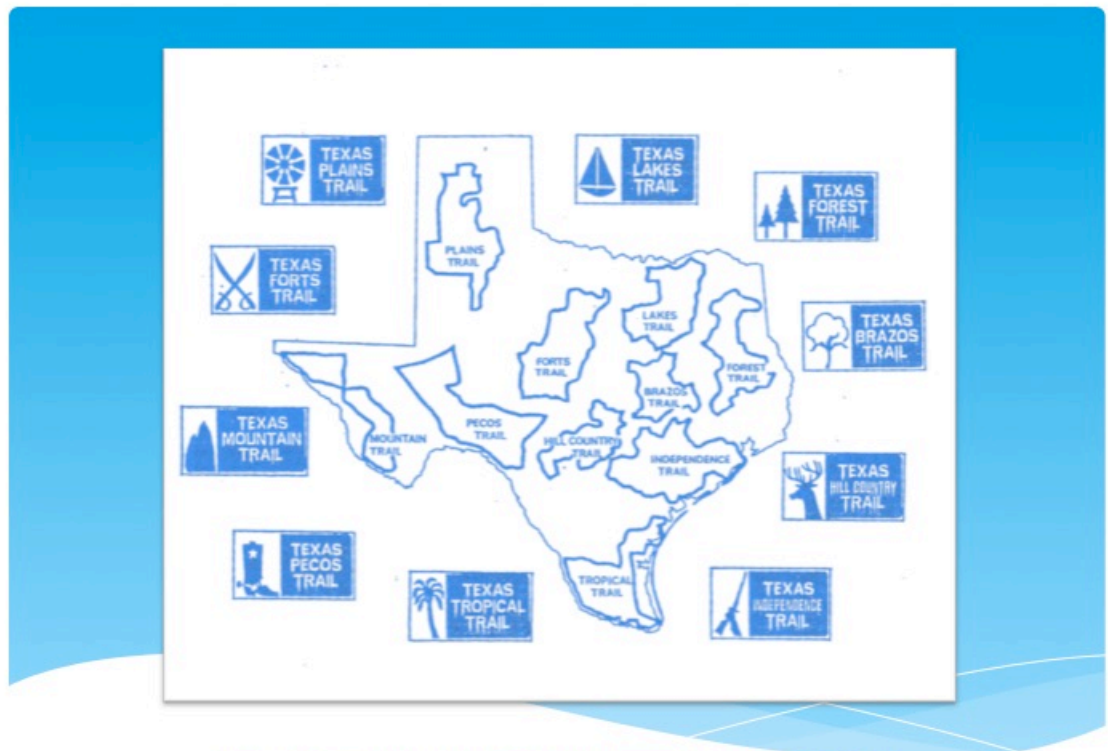 TEXAS
PLAINS
TRAIL
TEXAS
LAKES
TRAIL
TEXAS
FOREST
TRAIL
TEXAS
FORTS
TRAIL
PLAINS
TRAIL
LAKES
TRAIL
TEXAS
BRAZOS
TRAIL
FORTS
TRAIL
FOREST
TRAIL
BRAZOS
TRAIL
TEXAS
MOUNTAIN
TRAIL
MOUNTAIN
TRAIL
PECOS
TRAIL
HILL COUNTRY
TRAIL
INDEPENDENCE
TRAIL
TEXAS
HILL COUNTRY
TRAIL
TEXAS
PECOS
TRAIL
TEXAS
TROPICAL
TRAIL
TROPICAL
TRAIL
TEXAS
INDEPENDENCE
TRAIL